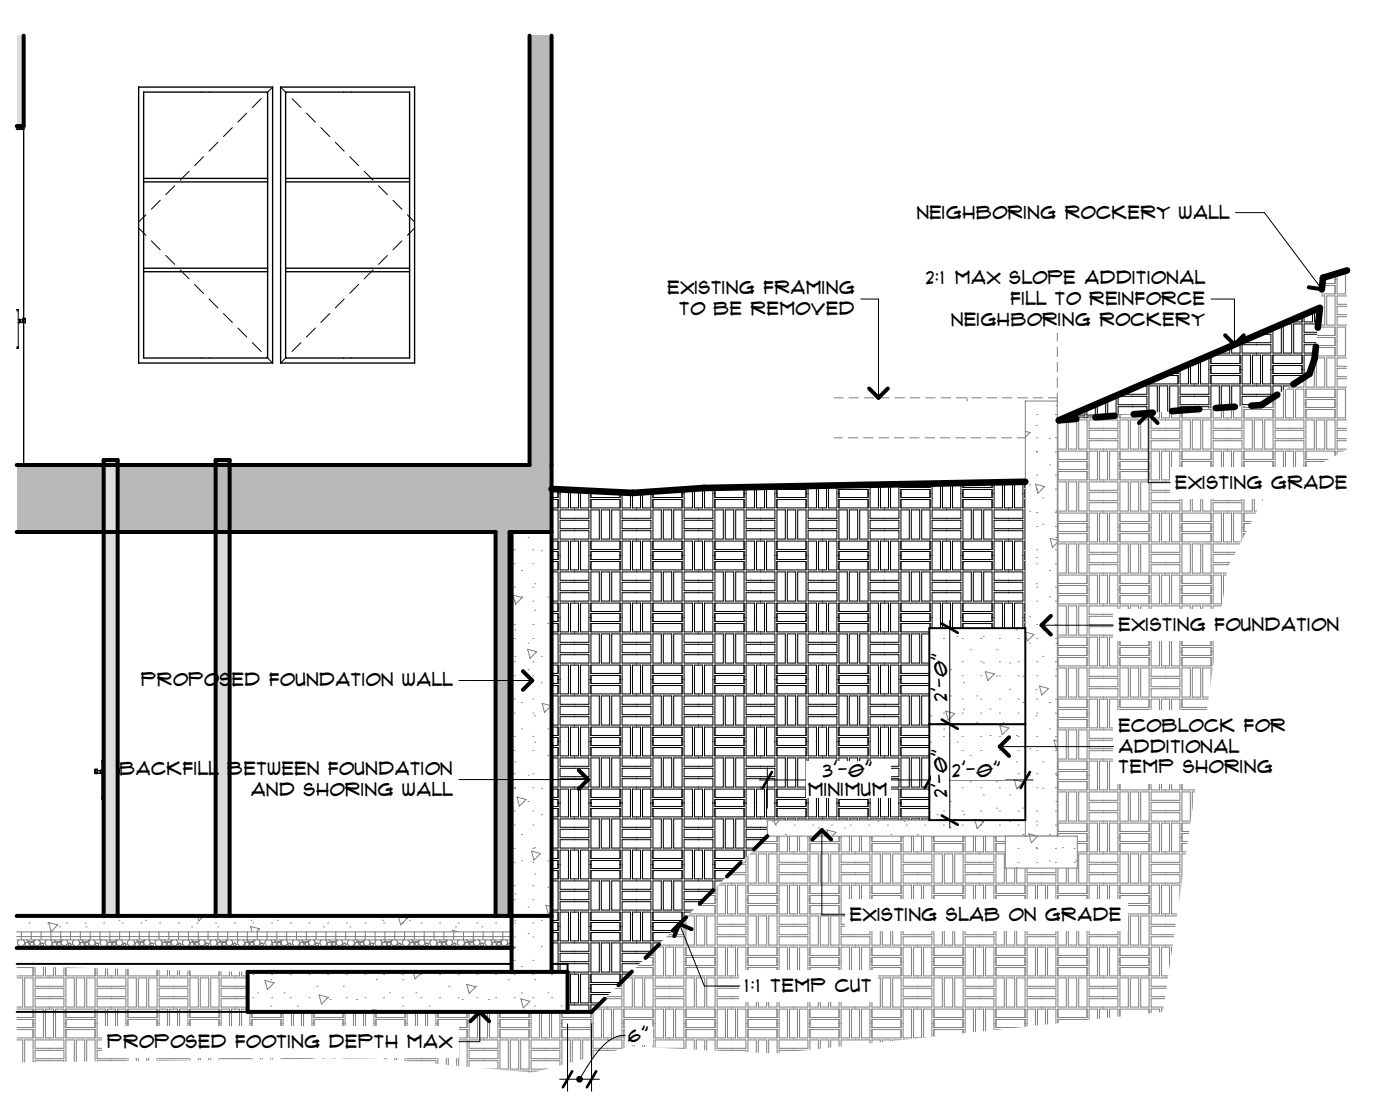 NEIGHBORING ROCKERY WALL
EXISTING FRAMING
TO BE REMOVED
2:1 MAX SLOPE ADDITIONAL
FILL TO REINFORCE
NEIGHBORING ROCKERY
EXISTING GRADE
EXISTING FOUNDATION
PROPOSED FOUNDATION WALL
2'-0"
ECOBLOCK FOR
ADDITIONAL
TEMP SHORING
BACKFILL BETWEEN FOUNDATION
AND SHORING WALL
3'-0"
MINIMUM
2'-0"
2'-0"
EXISTING SLAB ON GRADE
1:1 TEMP CUT
PROPOSED FOOTING DEPTH MAX
6"